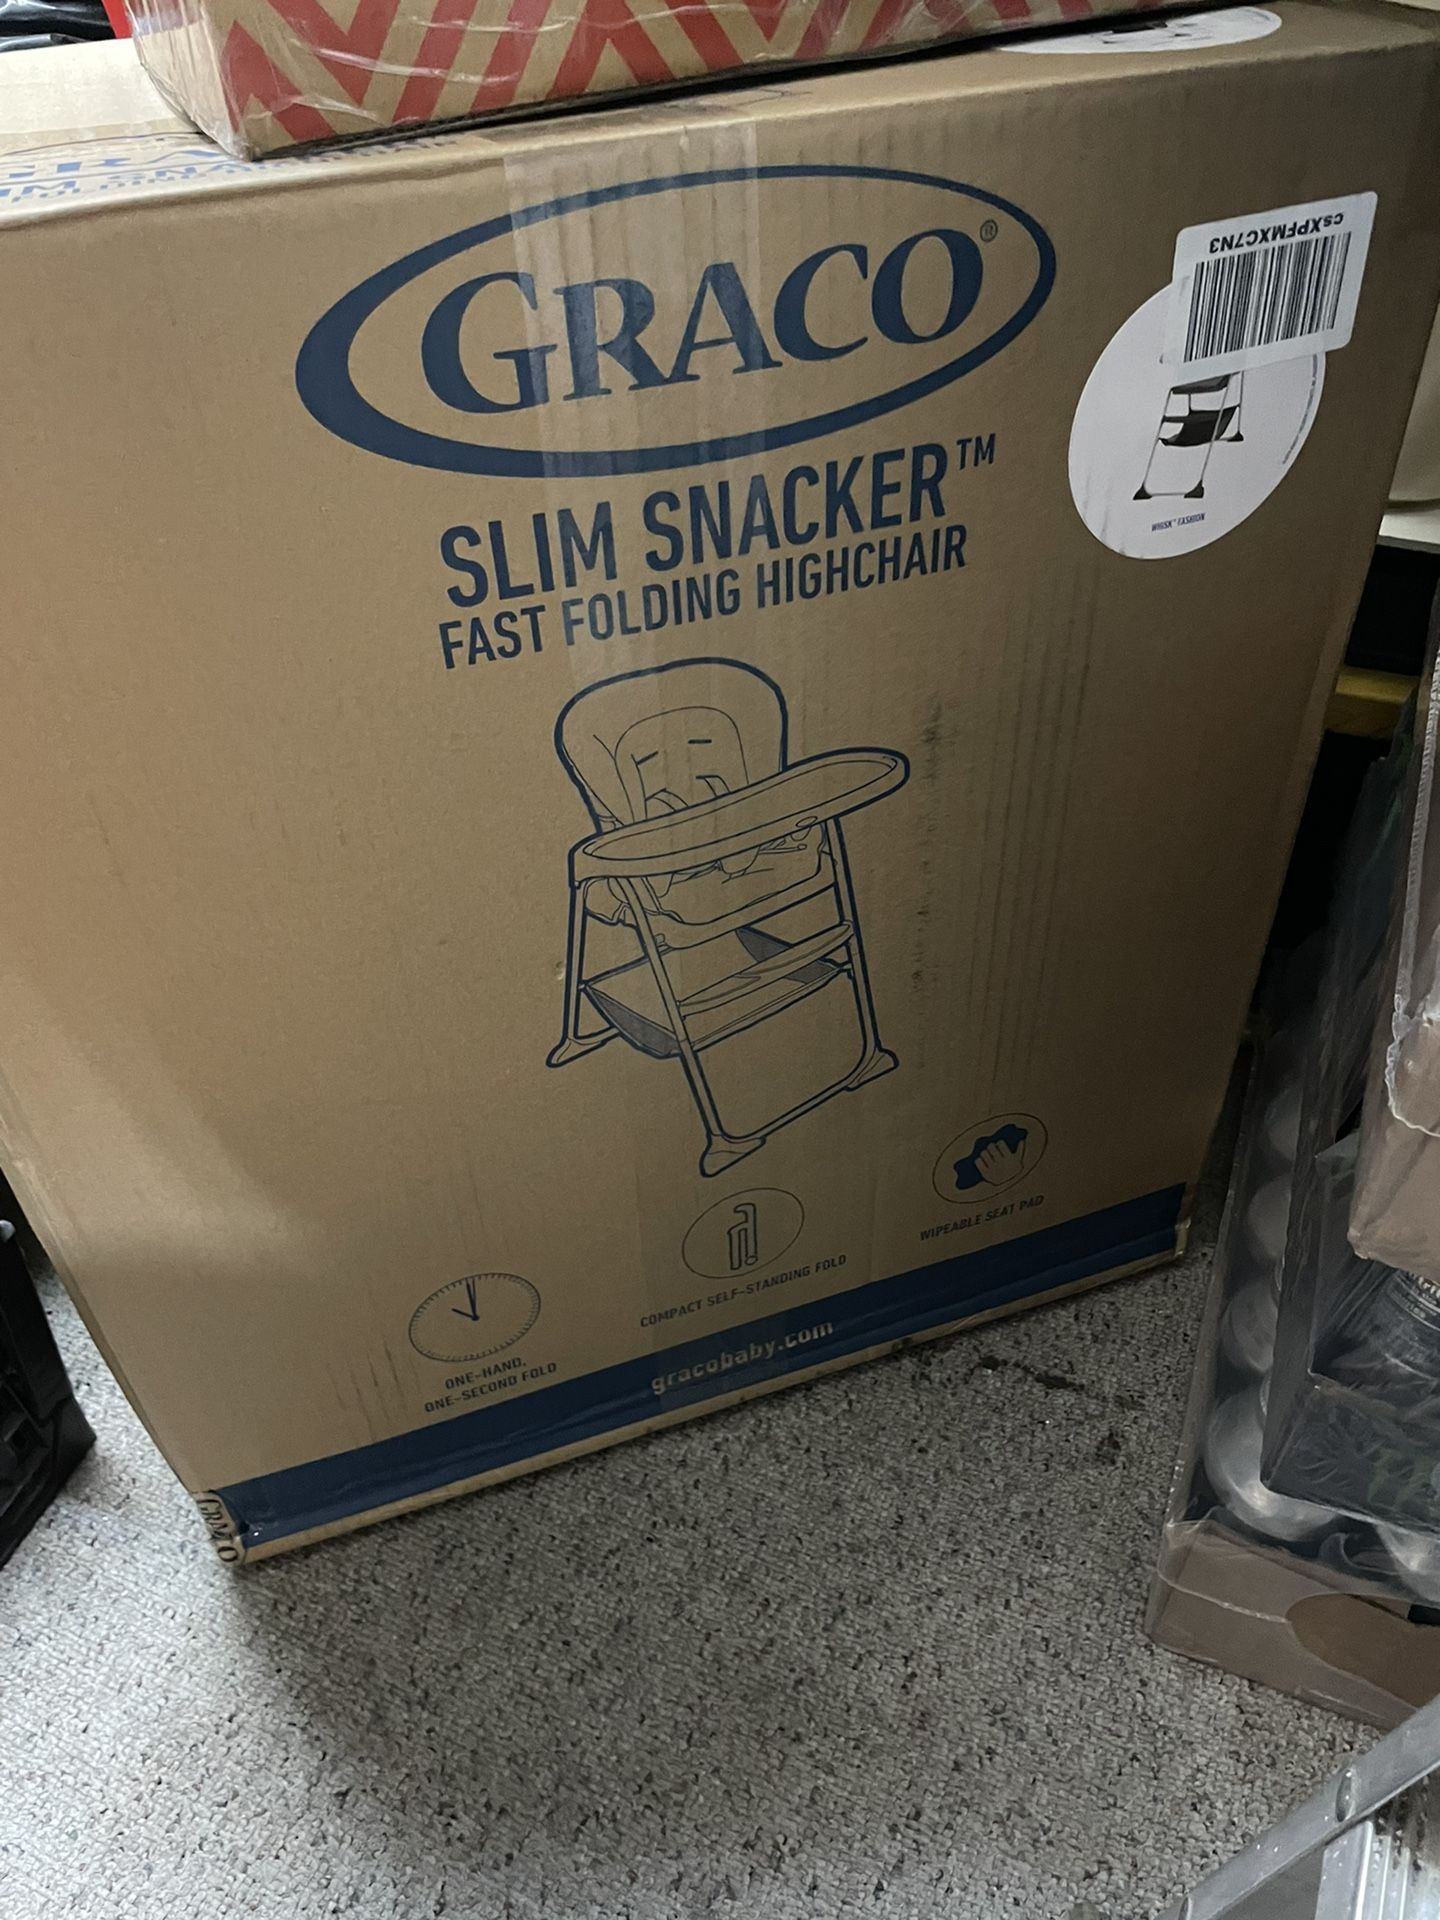 GRACO®
csXPFMXC7N3
SLIM SNACKER™
FAST FOLDING HIGHCHAIR
WHISK™ FASHION
WIPEABLE SEAT PAD
COMPACT SELF-STANDING FOLD
ONE-HAND,
ONE-SECOND FOLD
gracobaby.com
GRACO